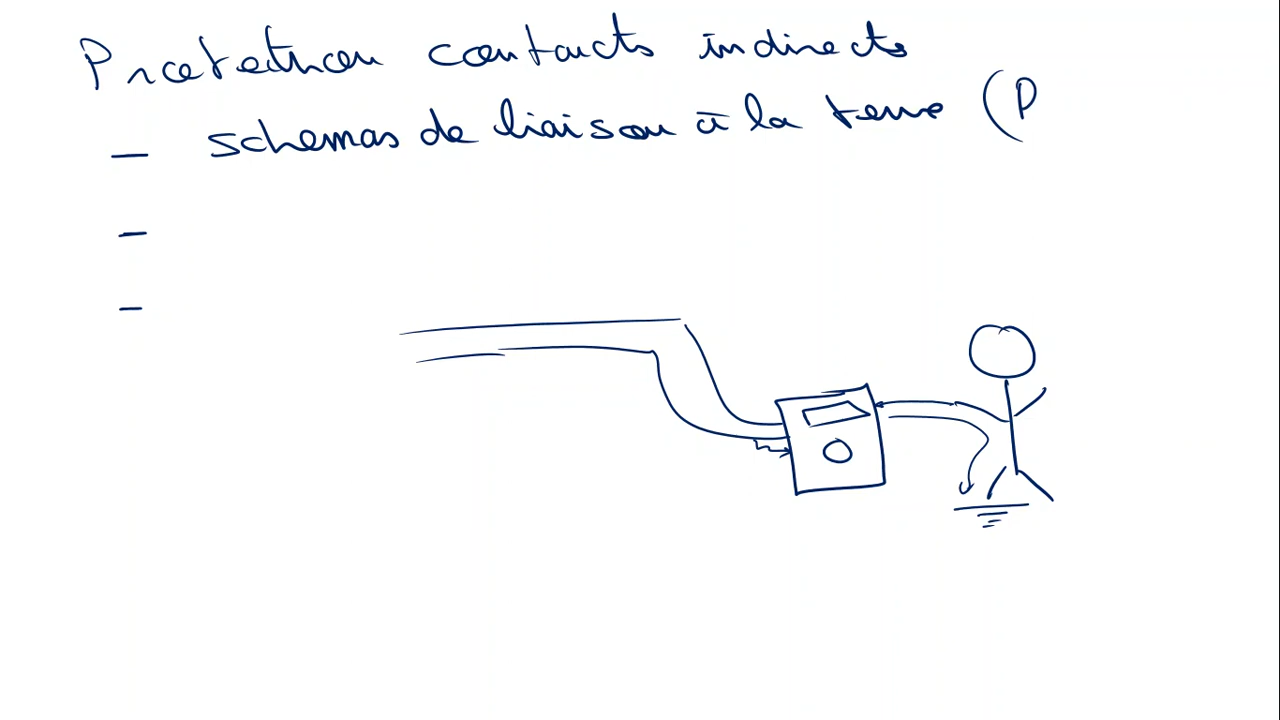 Protection contacts indirects
- schemas de liaison à la terre (P
-
-